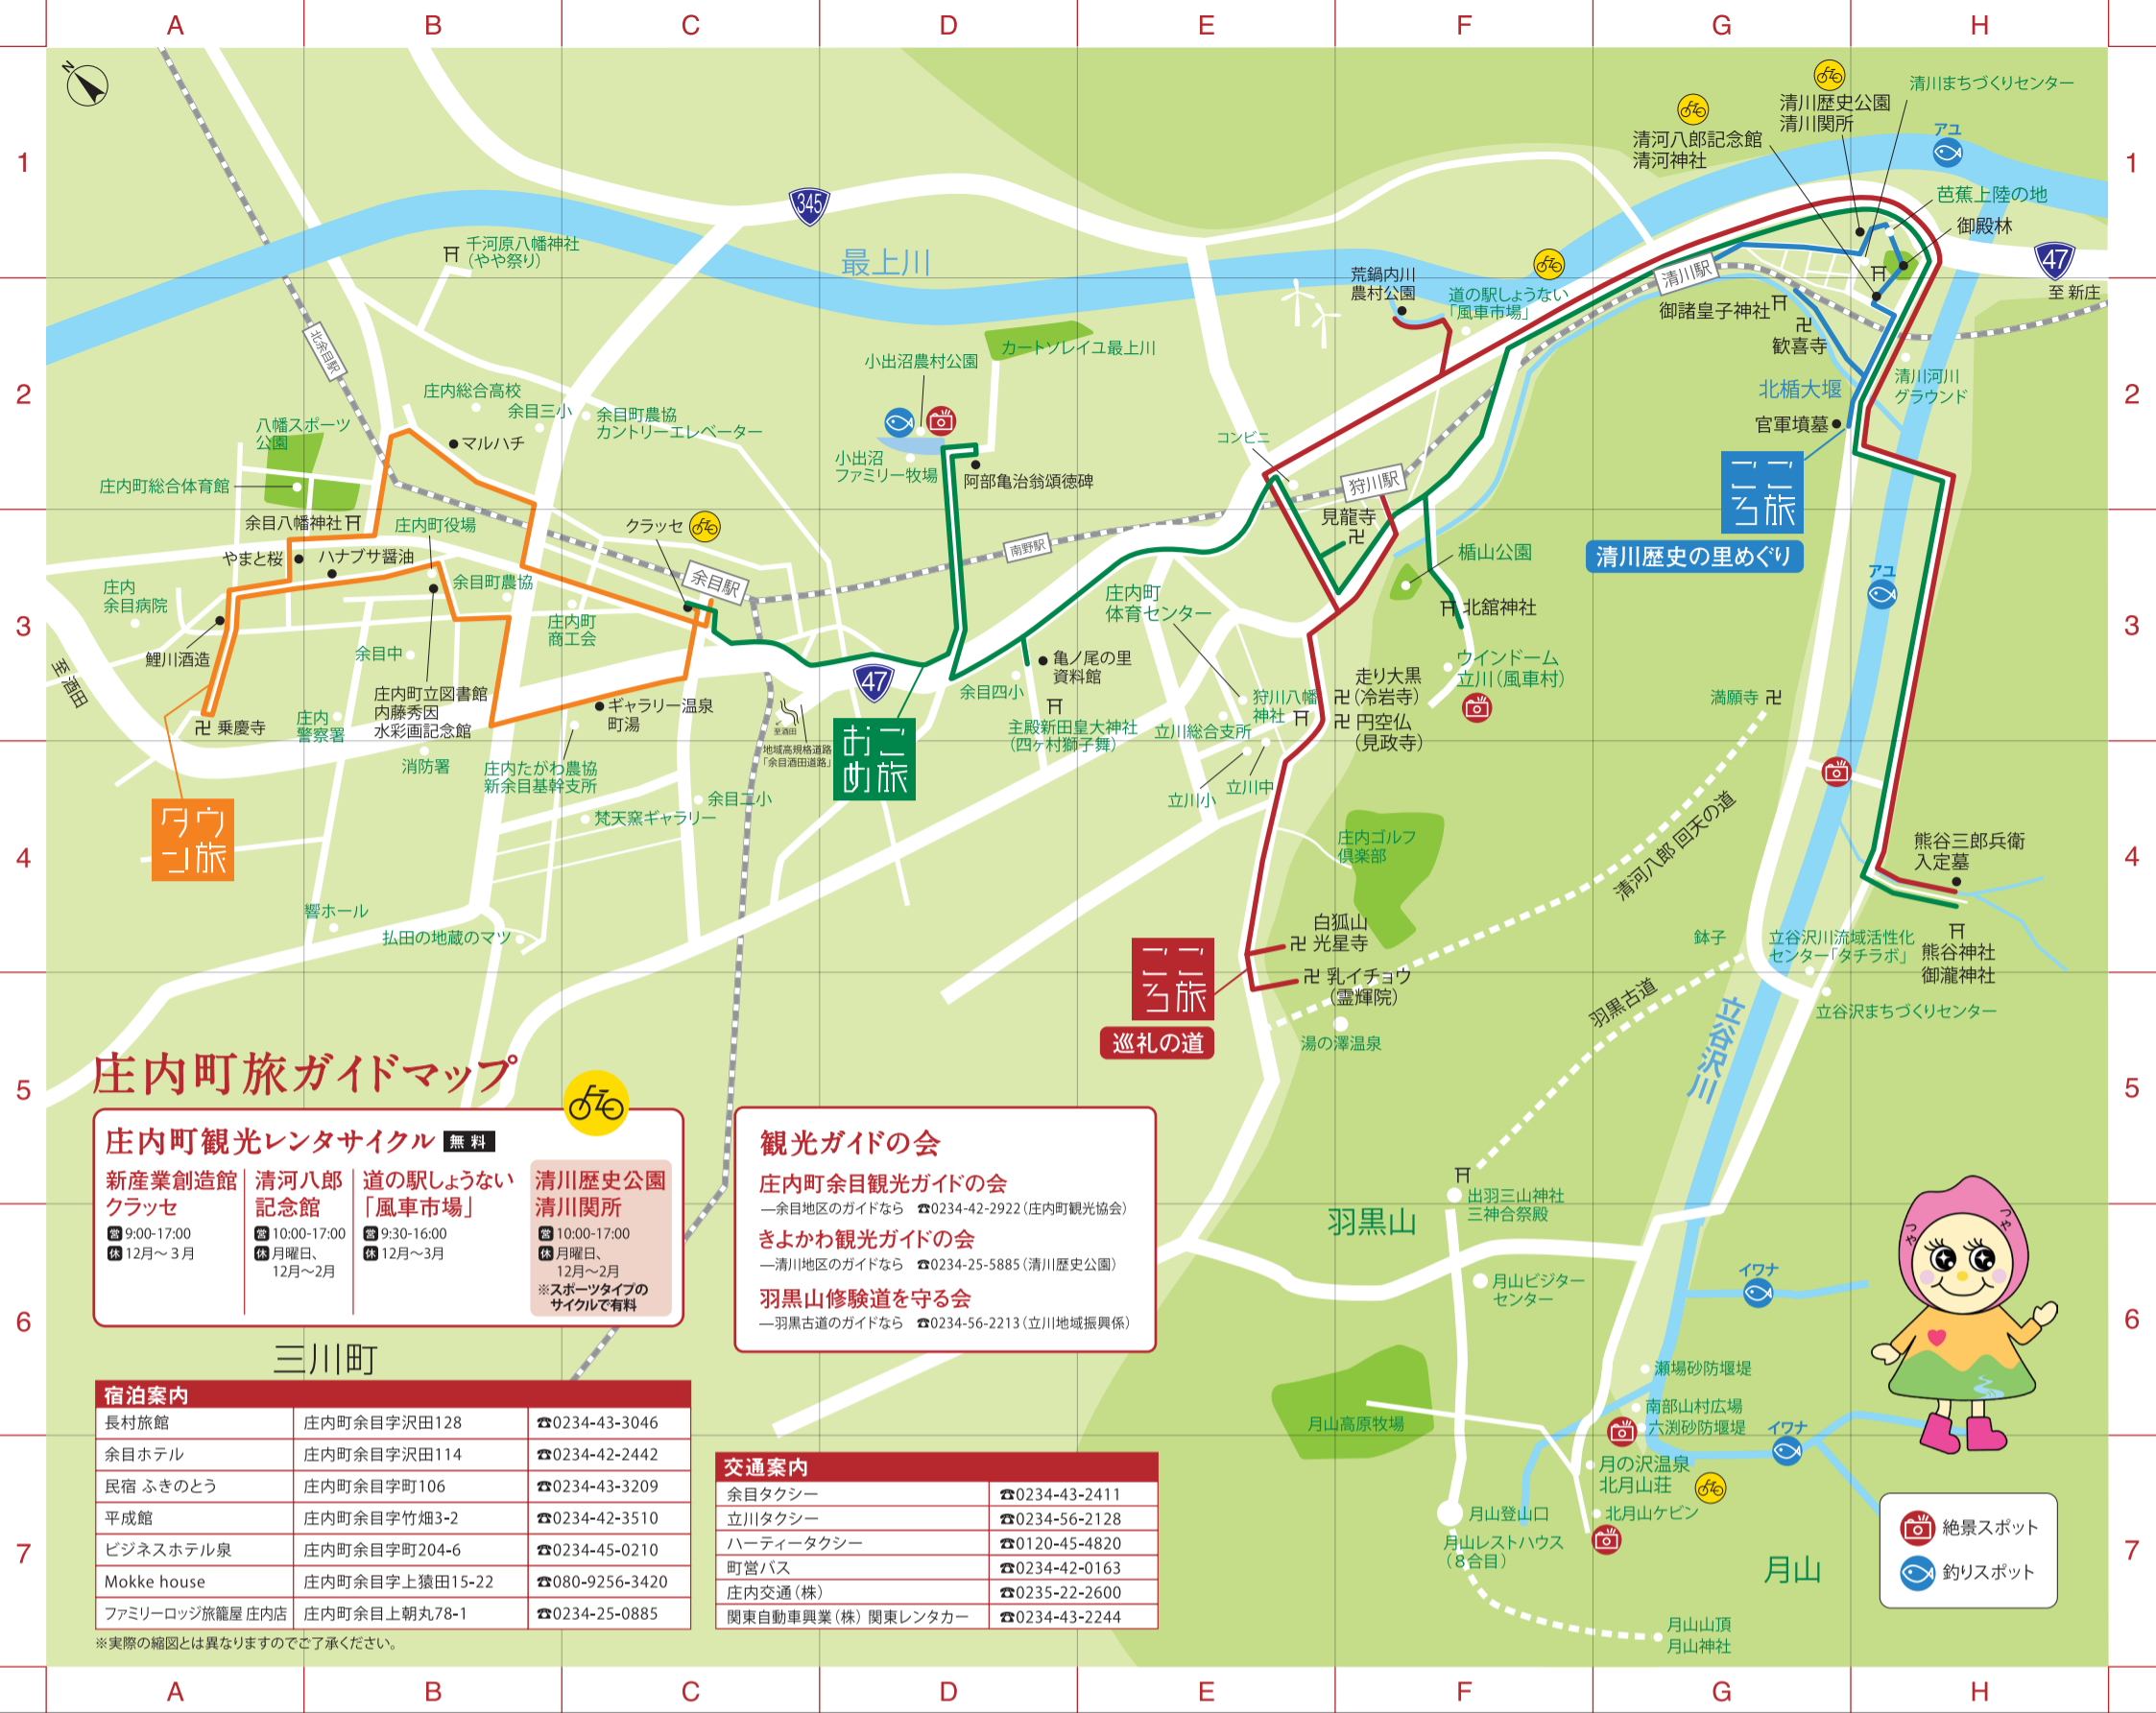 A B C D E F G H
1
2
3
4
5
6
7
N
345
最上川
千河原八幡神社
(やや祭り)
北余目駅
庄内総合高校
余目三小
余目町農協
カントリーエレベーター
マルハチ
八幡スポーツ
公園
庄内町総合体育館
余目八幡神社
庄内町役場
やまと桜
ハナブサ醤油
余目町農協
庄内
余目病院
鯉川酒造
余目中
庄内町
商工会
至 酒田
乗慶寺
庄内
警察署
庄内町立図書館
内藤秀因
水彩画記念館
消防署
庄内たがわ農協
新余目基幹支所
ギャラリー温泉
町湯
クラッセ
余目駅
至酒田
地域高規格道路
「余目酒田道路」
余目二小
梵天窯ギャラリー
タウン旅
響ホール
払田の地蔵のマツ
小出沼農村公園
カートソレイユ最上川
小出沼
ファミリー牧場
阿部亀治翁頌徳碑
南野駅
47
おこめ旅
余目四小
亀ノ尾の里
資料館
主殿新田皇大神社
(四ヶ村獅子舞)
庄内町
体育センター
コンビニ
狩川駅
見龍寺
荒鍋内川
農村公園
道の駅しょうない
「風車市場」
楯山公園
北舘神社
ウインドーム
立川(風車村)
走り大黒
(冷岩寺)
円空仏
(見政寺)
狩川八幡
神社
立川総合支所
立川小
立川中
庄内ゴルフ
倶楽部
白狐山
光星寺
乳イチョウ
(霊輝院)
こころ旅
巡礼の道
湯の澤温泉
清河八郎記念館
清河神社
清川歴史公園
清川関所
清川まちづくりセンター
アユ
芭蕉上陸の地
御殿林
47
至 新庄
清川駅
御諸皇子神社
歓喜寺
北楯大堰
官軍墳墓
清川河川
グラウンド
こころ旅
清川歴史の里めぐり
アユ
満願寺
清河八郎 回天の道
熊谷三郎兵衛
入定墓
鉢子
立谷沢川流域活性化
センター「タチラボ」
熊谷神社
御瀧神社
立谷沢まちづくりセンター
羽黒古道
立谷沢川
出羽三山神社
三神合祭殿
羽黒山
月山ビジター
センター
イワナ
瀬場砂防堰堤
南部山村広場
六渕砂防堰堤
イワナ
月山高原牧場
月の沢温泉
北月山荘
北月山ケビン
月山登山口
月山レストハウス
(8合目)
月山
月山山頂
月山神社
つや
つや
絶景スポット
釣りスポット
庄内町旅ガイドマップ
庄内町観光レンタサイクル 無料
新産業創造館
クラッセ
営 9:00-17:00
休 12月〜3月
清河八郎
記念館
営 10:00-17:00
休 月曜日、
12月〜2月
道の駅しょうない
「風車市場」
営 9:30-16:00
休 12月〜3月
清川歴史公園
清川関所
営 10:00-17:00
休 月曜日、
12月〜2月
※スポーツタイプの
サイクルで有料
観光ガイドの会
庄内町余目観光ガイドの会
—余目地区のガイドなら ☎0234-42-2922(庄内町観光協会)
きよかわ観光ガイドの会
—清川地区のガイドなら ☎0234-25-5885(清川歴史公園)
羽黒山修験道を守る会
—羽黒古道のガイドなら ☎0234-56-2213(立川地域振興係)
三川町
宿泊案内
長村旅館 庄内町余目字沢田128 ☎0234-43-3046
余目ホテル 庄内町余目字沢田114 ☎0234-42-2442
民宿 ふきのとう 庄内町余目字町106 ☎0234-43-3209
平成館 庄内町余目字竹畑3-2 ☎0234-42-3510
ビジネスホテル泉 庄内町余目字町204-6 ☎0234-45-0210
Mokke house 庄内町余目字上猿田15-22 ☎080-9256-3420
ファミリーロッジ旅籠屋 庄内店 庄内町余目上朝丸78-1 ☎0234-25-0885
※実際の縮図とは異なりますのでご了承ください。
交通案内
余目タクシー ☎0234-43-2411
立川タクシー ☎0234-56-2128
ハーティータクシー ☎0120-45-4820
町営バス ☎0234-42-0163
庄内交通(株) ☎0235-22-2600
関東自動車興業(株) 関東レンタカー ☎0234-43-2244
A B C D E F G H
1
2
3
4
5
6
7